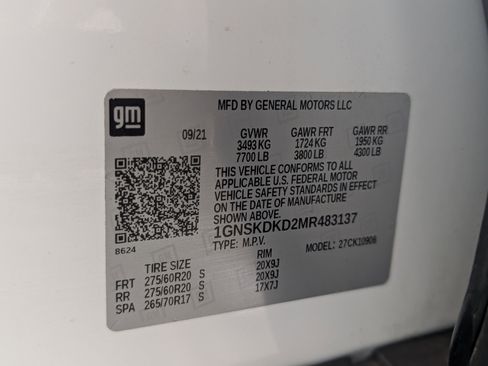 gm
MFD BY GENERAL MOTORS LLC
09/21 GVWR GAWR FRT GAWR RR
3493 KG 1724 KG 1950 KG
7700 LB 3800 LB 4300 LB
THIS VEHICLE CONFORMS TO ALL
APPLICABLE U.S. FEDERAL MOTOR
VEHICLE SAFETY STANDARDS IN EFFECT
ON THE DATE OF MANUFACTURE
SHOWN ABOVE.
1GNSKDKD2MR483137
TYPE: M.P.V. MODEL: 27CK10906
8624
TIRE SIZE RIM
FRT 275/60R20 S 20X9J
RR 275/60R20 S 20X9J
SPA 265/70R17 S 17X7J